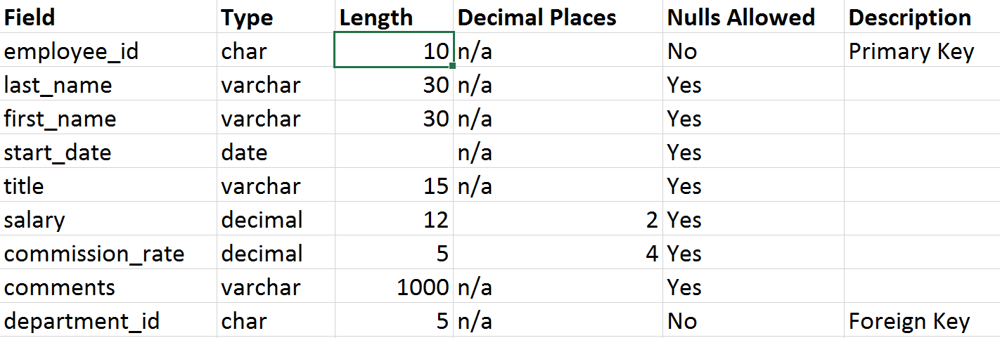 Field Type Length Decimal Places Nulls Allowed Description
employee_id char 10 n/a No Primary Key
last_name varchar 30 n/a Yes
first_name varchar 30 n/a Yes
start_date date n/a Yes
title varchar 15 n/a Yes
salary decimal 12 2 Yes
commission_rate decimal 5 4 Yes
comments varchar 1000 n/a Yes
department_id char 5 n/a No Foreign Key